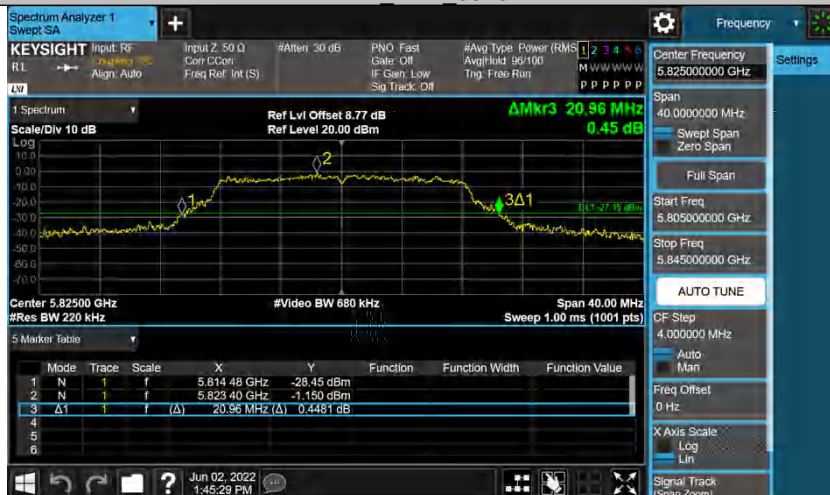 Spectrum Analyzer 1
Swept SA
+
Frequency
KEYSIGHT
RL
LXI
Input: RF
Coupling: DC
Align: Auto
Input Z: 50 Ω
Corr CCorr
Freq Ref: Int (S)
#Atten: 30 dB
PNO: Fast
Gate: Off
IF Gain: Low
Sig Track: Off
#Avg Type: Power (RMS
Avg|Hold: 96/100
Trig: Free Run
1 2 3 4 5 6
M W W W W W
P P P P P P
1 Spectrum
Scale/Div 10 dB
Ref Lvl Offset 8.77 dB
Ref Level 20.00 dBm
ΔMkr3 20.96 MHz
0.45 dB
Log
10.0
0.00
-10.0
-20.0
-30.0
-40.0
-50.0
-60.0
-70.0
1
2
3Δ1
DL1 -27.15 dBm
Center 5.82500 GHz
#Res BW 220 kHz
#Video BW 680 kHz
Span 40.00 MHz
Sweep 1.00 ms (1001 pts)
5 Marker Table
Mode Trace Scale X Y Function Function Width Function Value
1 N 1 f 5.814 48 GHz -28.45 dBm
2 N 1 f 5.823 40 GHz -1.150 dBm
3 Δ1 1 f (Δ) 20.96 MHz (Δ) 0.4481 dB
4
5
6
?
Jun 02, 2022
1:45:29 PM
Center Frequency
5.825000000 GHz
Settings
Span
40.0000000 MHz
Swept Span
Zero Span
Full Span
Start Freq
5.805000000 GHz
Stop Freq
5.845000000 GHz
AUTO TUNE
CF Step
4.000000 MHz
Auto
Man
Freq Offset
0 Hz
X Axis Scale
Log
Lin
Signal Track
(Span Zoom)